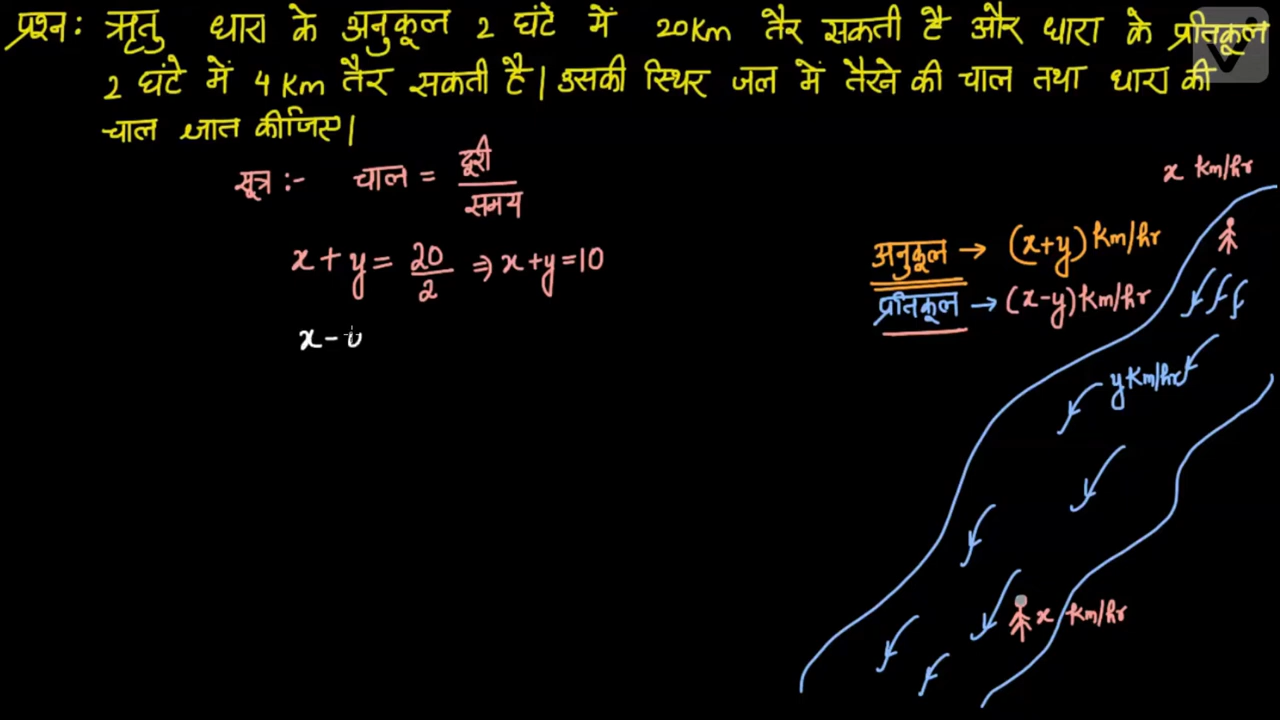 प्रश्न: ऋतु धारा के अनुकूल 2 घंटे में 20Km तैर सकती है और धारा के प्रतिकूल
2 घंटे में 4 Km तैर सकती है। उसकी स्थिर जल में तैरने की चाल तथा धारा की
चाल ज्ञात कीजिए।
सूत्र :- चाल = दूरी / समय
x + y = 20/2 ⇒ x + y = 10
x -
x km/hr
अनुकूल → (x+y) Km/hr
प्रतिकूल → (x-y) Km/hr
y Km/hr
x km/hr